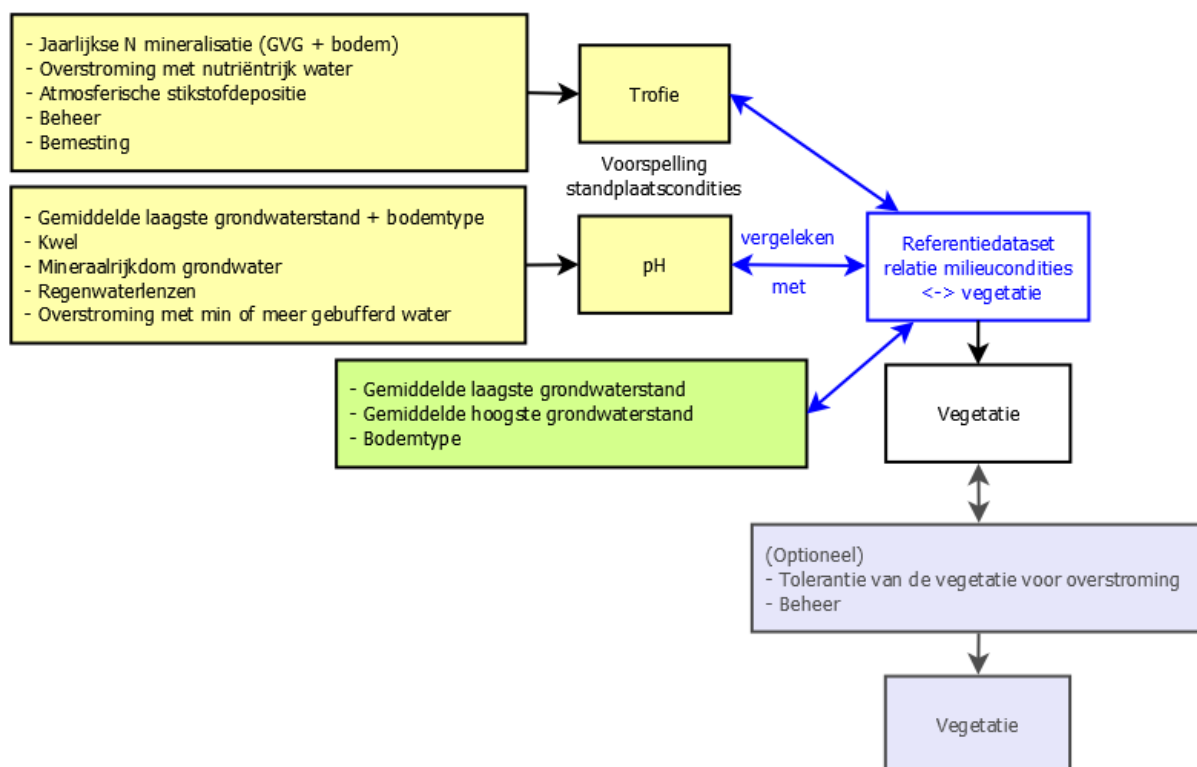 - Jaarlijkse N mineralisatie (GVG + bodem)
- Overstroming met nutriëntrijk water
- Atmosferische stikstofdepositie
- Beheer
- Bemesting
Trofie
Voorspelling
standplaatscondities
- Gemiddelde laagste grondwaterstand + bodemtype
- Kwel
- Mineraalrijkdom grondwater
- Regenwaterlenzen
- Overstroming met min of meer gebufferd water
pH
vergeleken
met
Referentiedataset
relatie milieucondities
<-> vegetatie
- Gemiddelde laagste grondwaterstand
- Gemiddelde hoogste grondwaterstand
- Bodemtype
Vegetatie
(Optioneel)
- Tolerantie van de vegetatie voor overstroming
- Beheer
Vegetatie